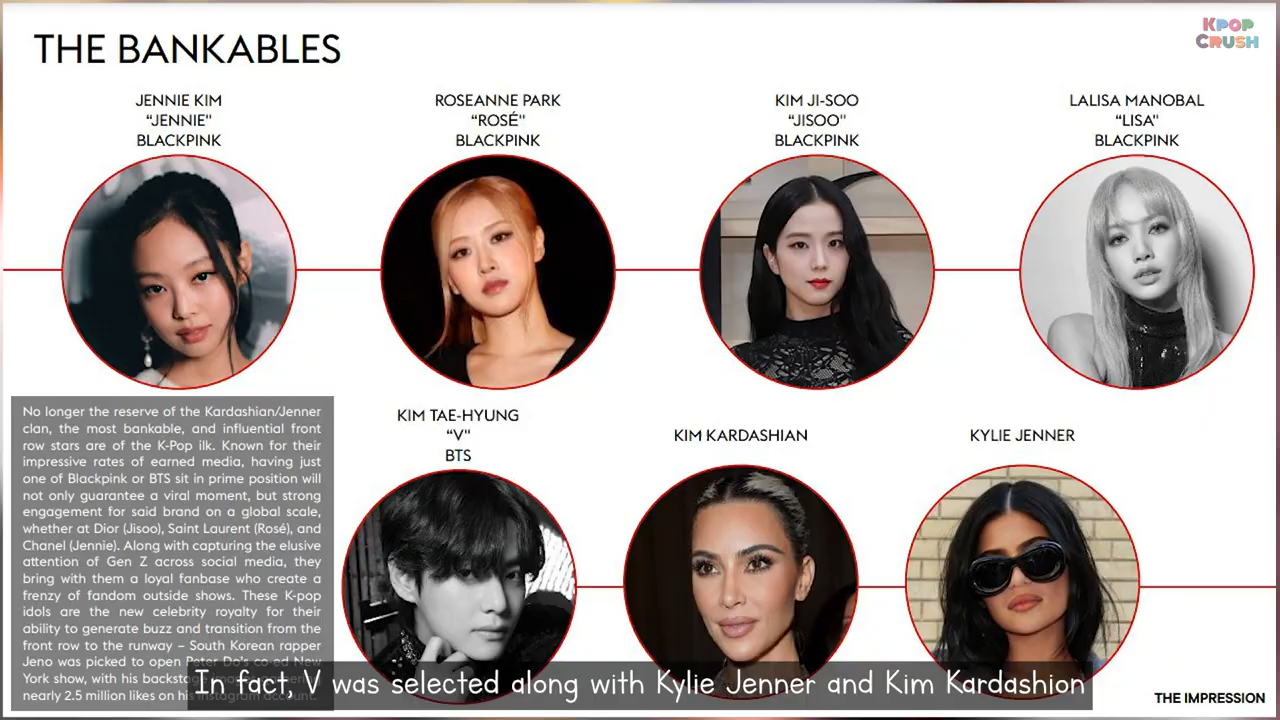 THE BANKABLES
KPOP
CRUSH
JENNIE KIM
“JENNIE”
BLACKPINK
ROSEANNE PARK
“ROSÉ”
BLACKPINK
KIM JI-SOO
“JISOO”
BLACKPINK
LALISA MANOBAL
“LISA”
BLACKPINK
No longer the reserve of the Kardashian/Jenner
clan, the most bankable, and influential front
row stars are of the K-Pop ilk. Known for their
impressive rates of earned media, having just
one of Blackpink or BTS sit in prime position will
not only guarantee a viral moment, but strong
engagement for said brand on a global scale,
whether at Dior (Jisoo), Saint Laurent (Rosé), and
Chanel (Jennie). Along with capturing the elusive
attention of Gen Z across social media, they
bring with them a loyal fanbase who create a
frenzy of fandom outside shows. These K-pop
idols are the new celebrity royalty for their
ability to generate buzz and transition from the
front row to the runway – South Korean rapper
Jeno was picked to open Peter Do's co-ed New
York show, with his backstage
nearly 2.5 million likes on his Instagram account.
KIM TAE-HYUNG
“V”
BTS
KIM KARDASHIAN
KYLIE JENNER
In fact, V was selected along with Kylie Jenner and Kim Kardashion
THE IMPRESSION